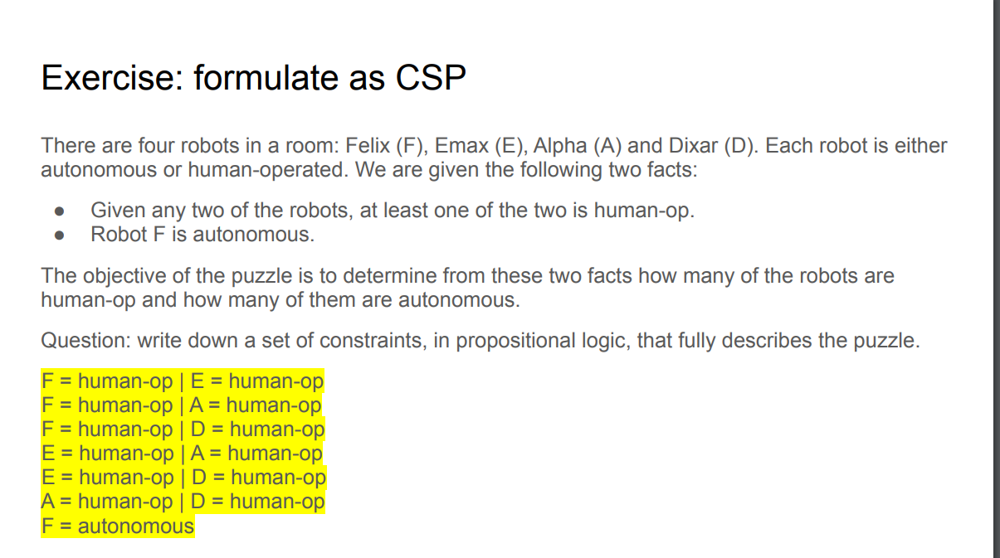 Exercise: formulate as CSP
There are four robots in a room: Felix (F), Emax (E), Alpha (A) and Dixar (D). Each robot is either
autonomous or human-operated. We are given the following two facts:
● Given any two of the robots, at least one of the two is human-op.
● Robot F is autonomous.
The objective of the puzzle is to determine from these two facts how many of the robots are
human-op and how many of them are autonomous.
Question: write down a set of constraints, in propositional logic, that fully describes the puzzle.
F = human-op | E = human-op
F = human-op | A = human-op
F = human-op | D = human-op
E = human-op | A = human-op
E = human-op | D = human-op
A = human-op | D = human-op
F = autonomous